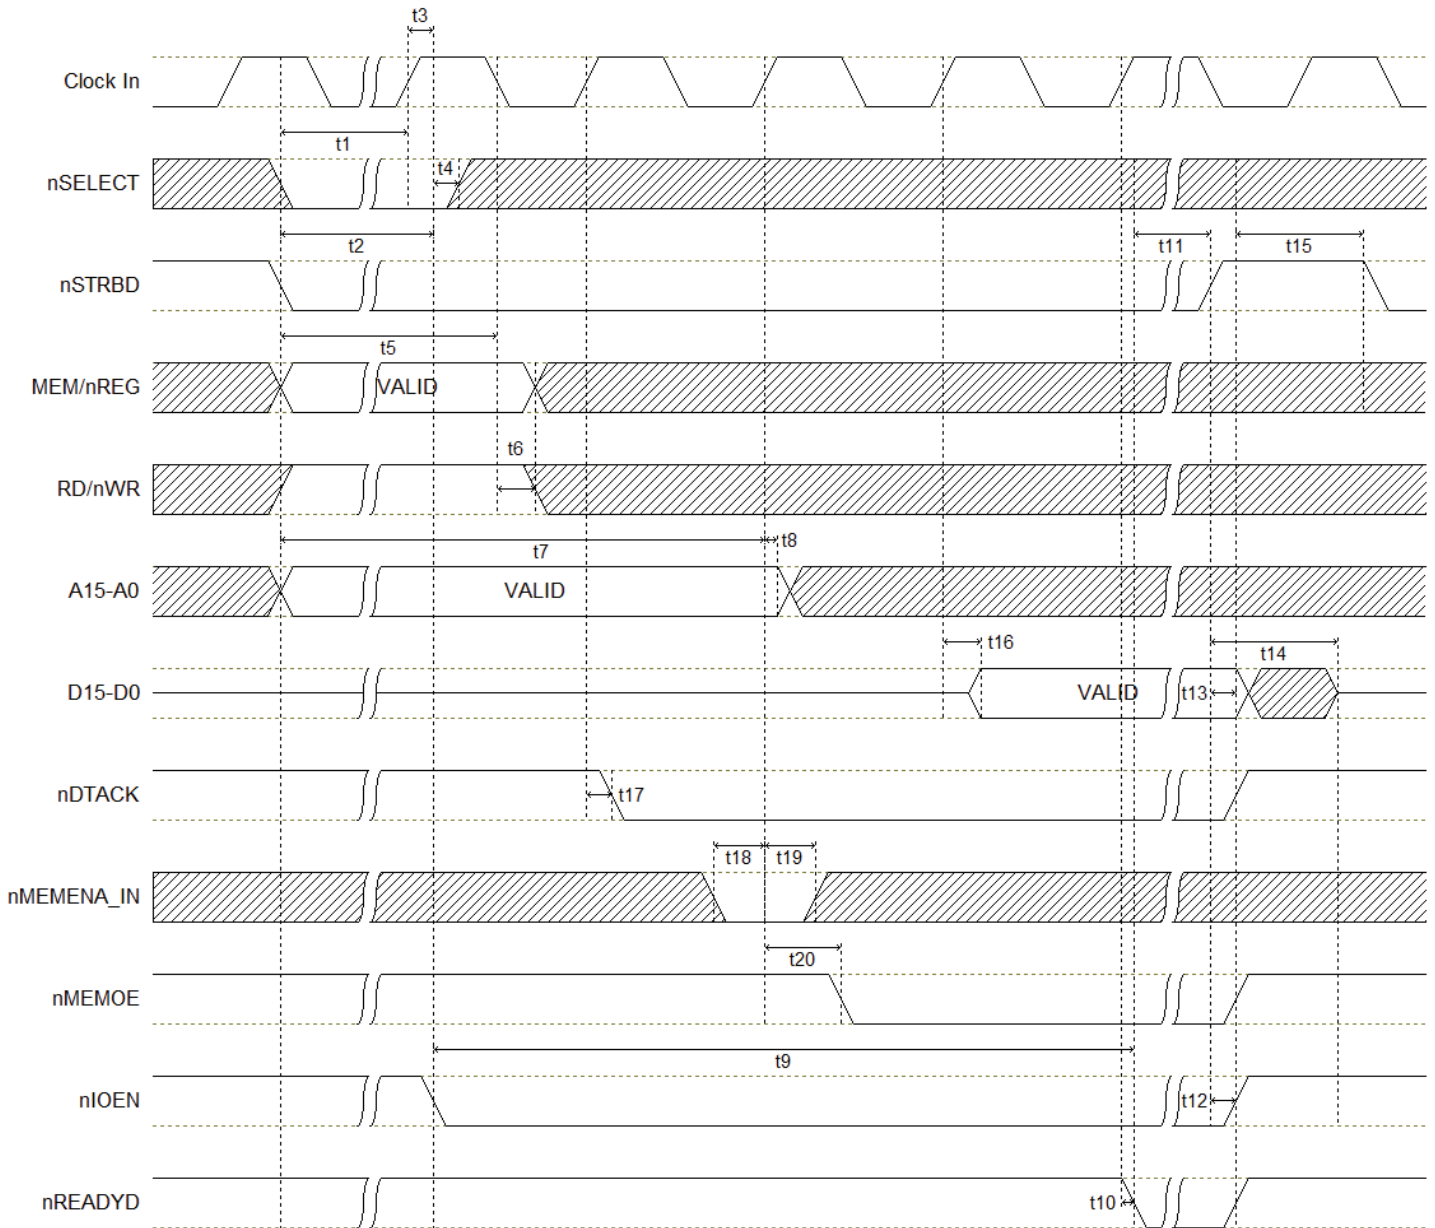 t3
Clock In
t1
nSELECT
t4
t2
t11
t15
nSTRBD
t5
MEM/nREG
VALID
t6
RD/nWR
t7
t8
A15-A0
VALID
t16
t14
D15-D0
VALID
t13
nDTACK
t17
t18
t19
nMEMENA_IN
t20
nMEMOE
t9
nIOEN
t12
nREADYD
t10